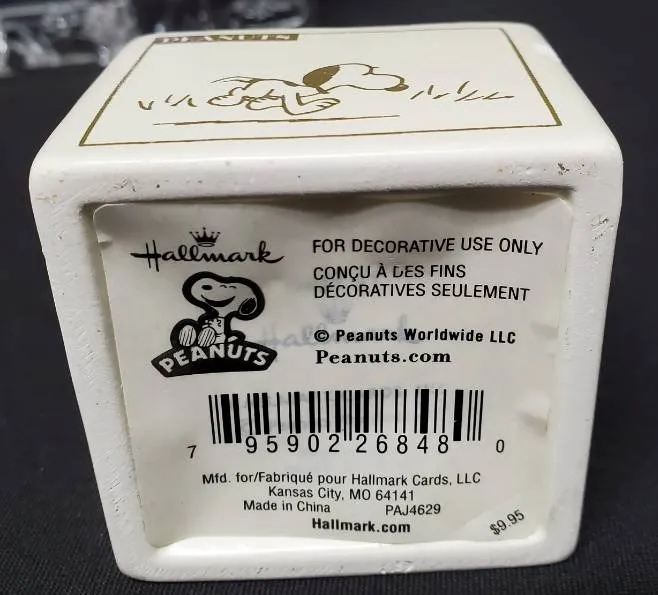 PEANUTS
Hallmark
FOR DECORATIVE USE ONLY
CONÇU À DES FINS
DÉCORATIVES SEULEMENT
PEANUTS
© Peanuts Worldwide LLC
Peanuts.com
7 95902 26848 0
Mfd. for/Fabriqué pour Hallmark Cards, LLC
Kansas City, MO 64141
Made in China PAJ4629
Hallmark.com
$9.95